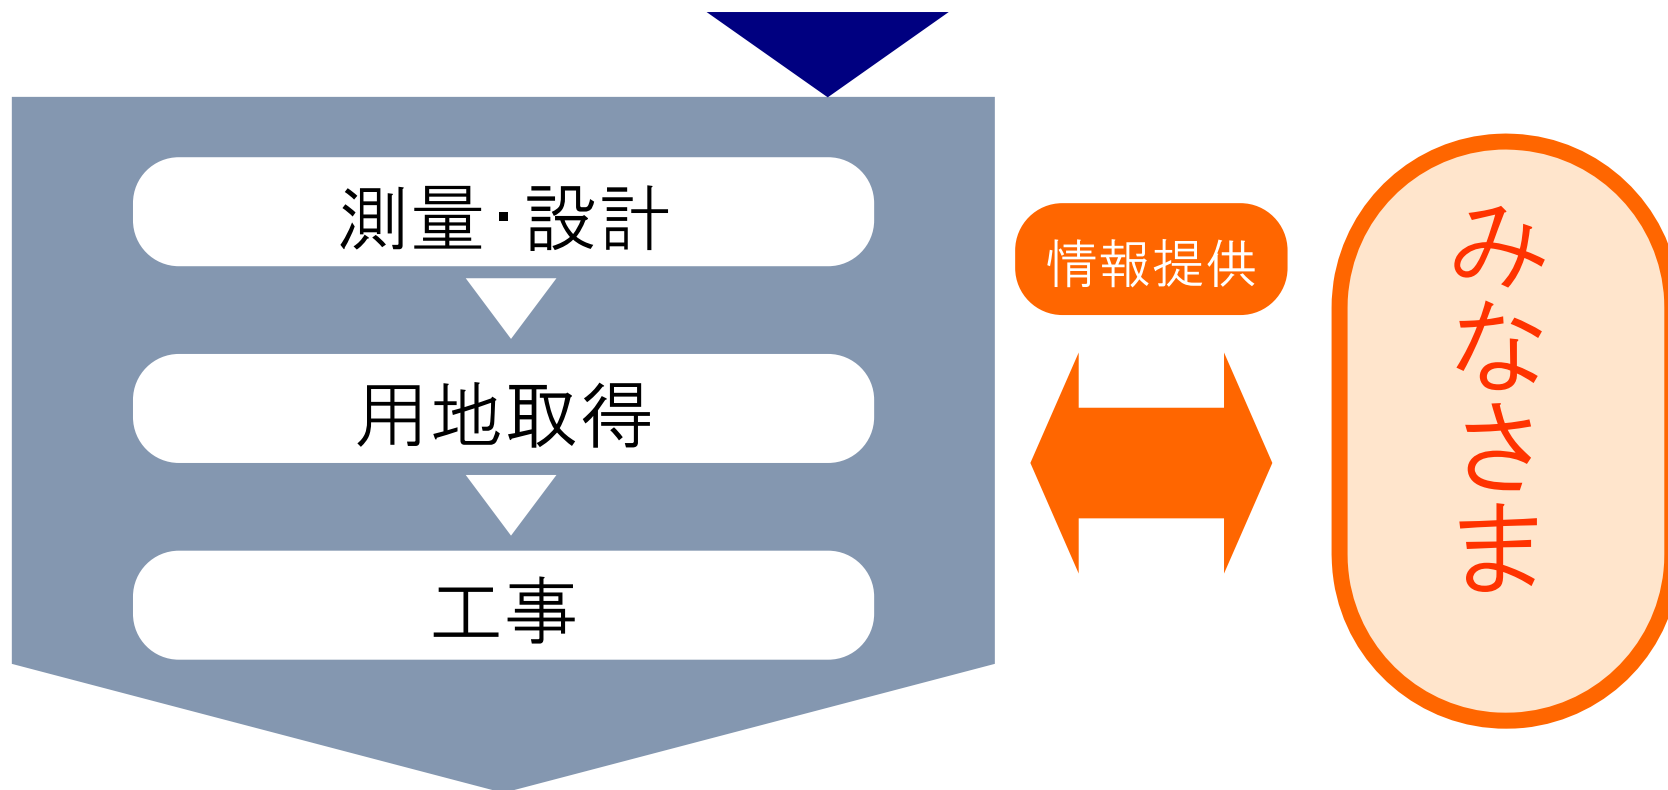 測量・設計
用地取得
工事
情報提供
みなさま